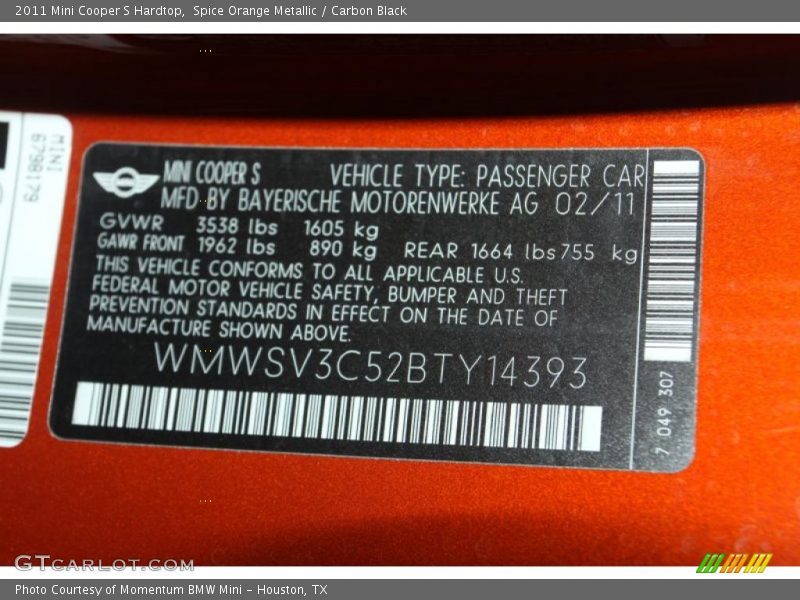 2011 Mini Cooper S Hardtop,  Spice Orange Metallic / Carbon Black
MINI
6798179
MINI COOPER S VEHICLE TYPE: PASSENGER CAR
MFD BY BAYERISCHE MOTORENWERKE AG 02/11
GVWR 3538 lbs 1605 kg
GAWR FRONT 1962 lbs 890 kg REAR 1664 lbs 755 kg
THIS VEHICLE CONFORMS TO ALL APPLICABLE U.S.
FEDERAL MOTOR VEHICLE SAFETY, BUMPER AND THEFT
PREVENTION STANDARDS IN EFFECT ON THE DATE OF
MANUFACTURE SHOWN ABOVE.
WMWSV3C52BTY14393
7 049 307
GTCARLOT.COM
Photo Courtesy of Momentum BMW Mini - Houston, TX